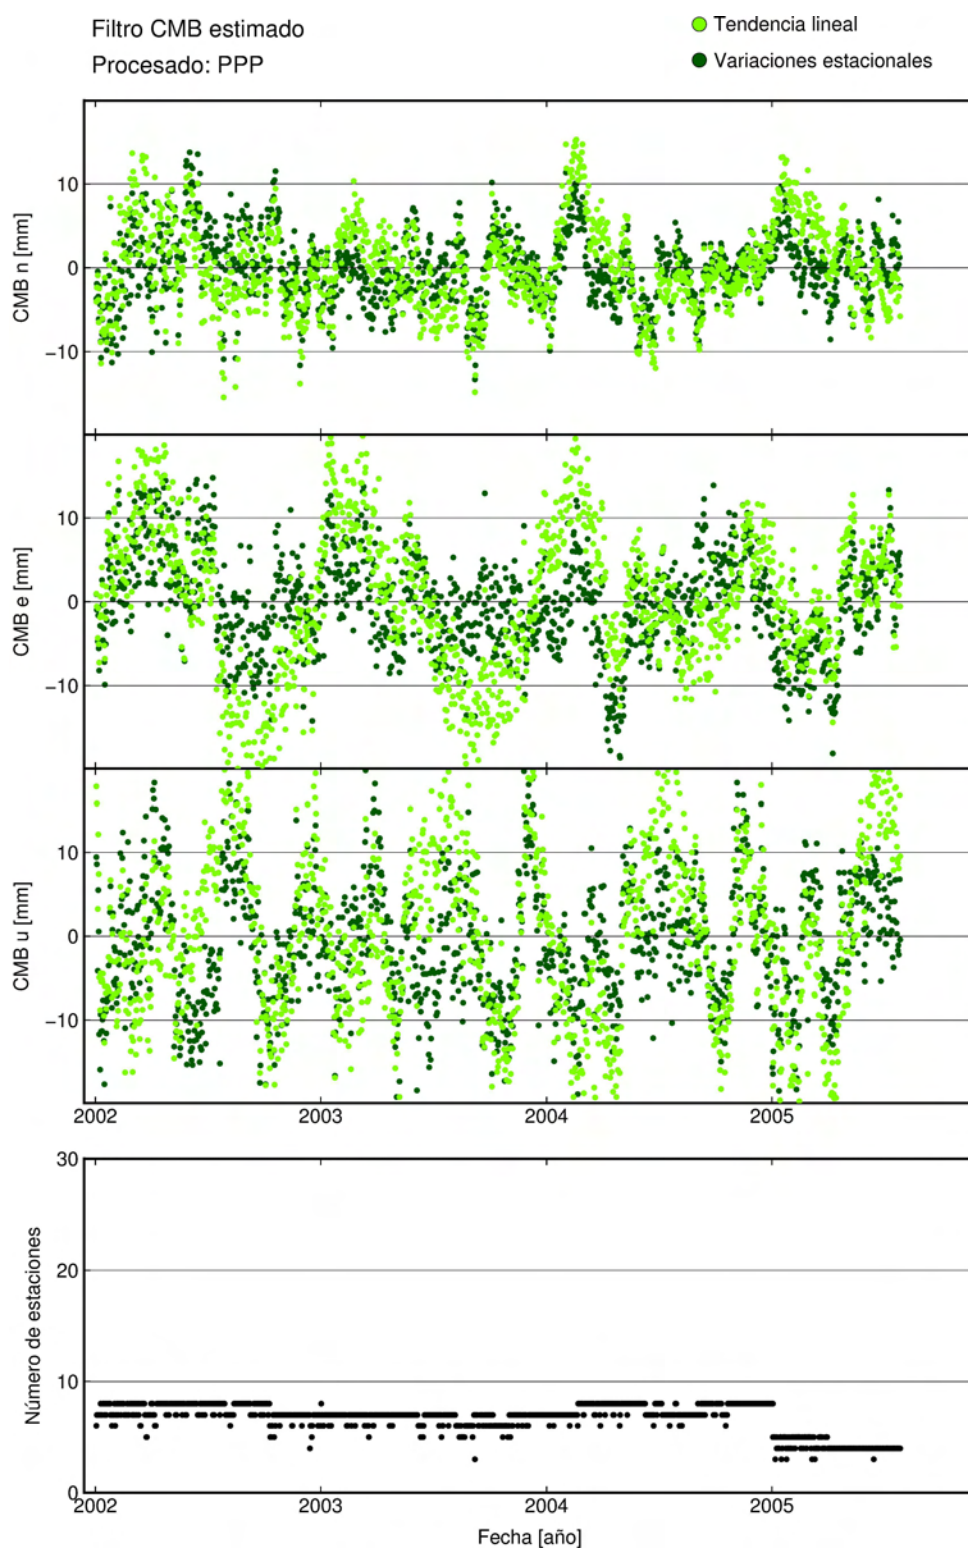 Filtro CMB estimado
Procesado: PPP
Tendencia lineal
Variaciones estacionales
CMB n [mm]
10
0
−10
CMB e [mm]
10
0
−10
CMB u [mm]
10
0
−10
2002 2003 2004 2005
Número de estaciones
30
20
10
0
2002 2003 2004 2005
Fecha [año]